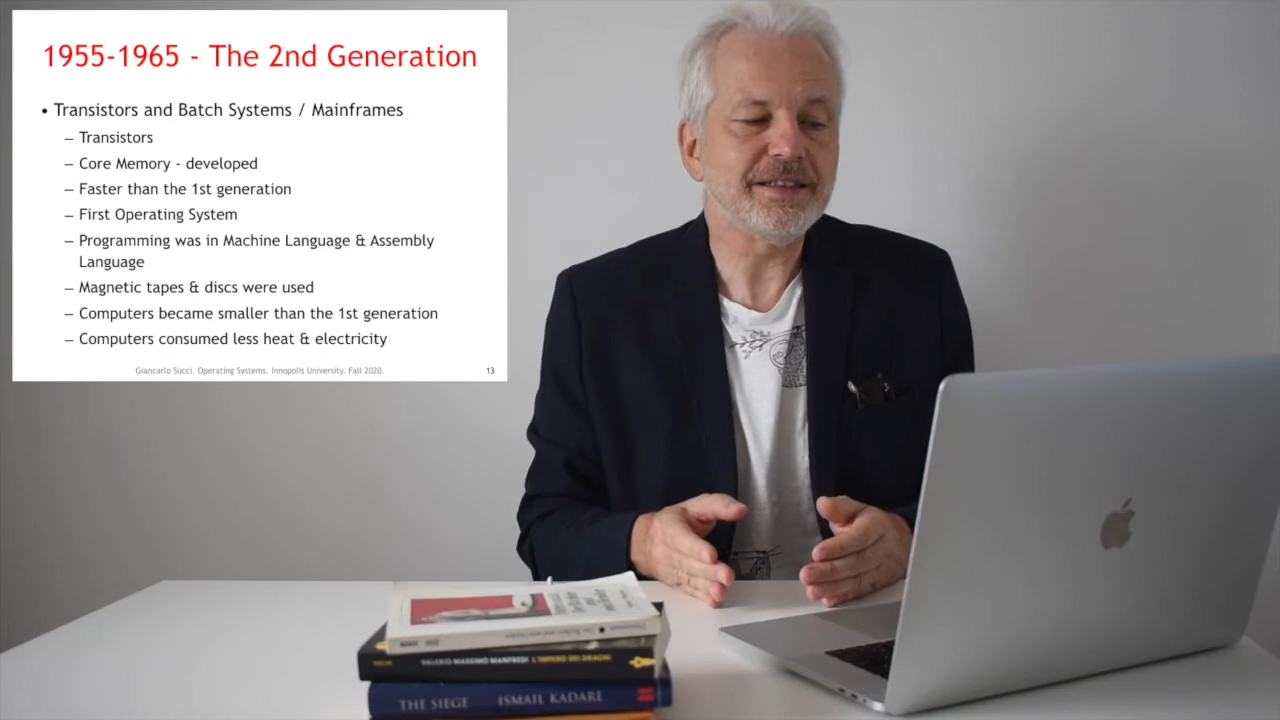 1955-1965 - The 2nd Generation
• Transistors and Batch Systems / Mainframes
– Transistors
– Core Memory - developed
– Faster than the 1st generation
– First Operating System
– Programming was in Machine Language & Assembly
Language
– Magnetic tapes & discs were used
– Computers became smaller than the 1st generation
– Computers consumed less heat & electricity
Giancarlo Succi. Operating Systems. Innopolis University. Fall 2020.
13
VALERIO MASSIMO MANFREDI L'IMPERO DEI DRAGHI
THE SIEGE ISMAIL KADARE